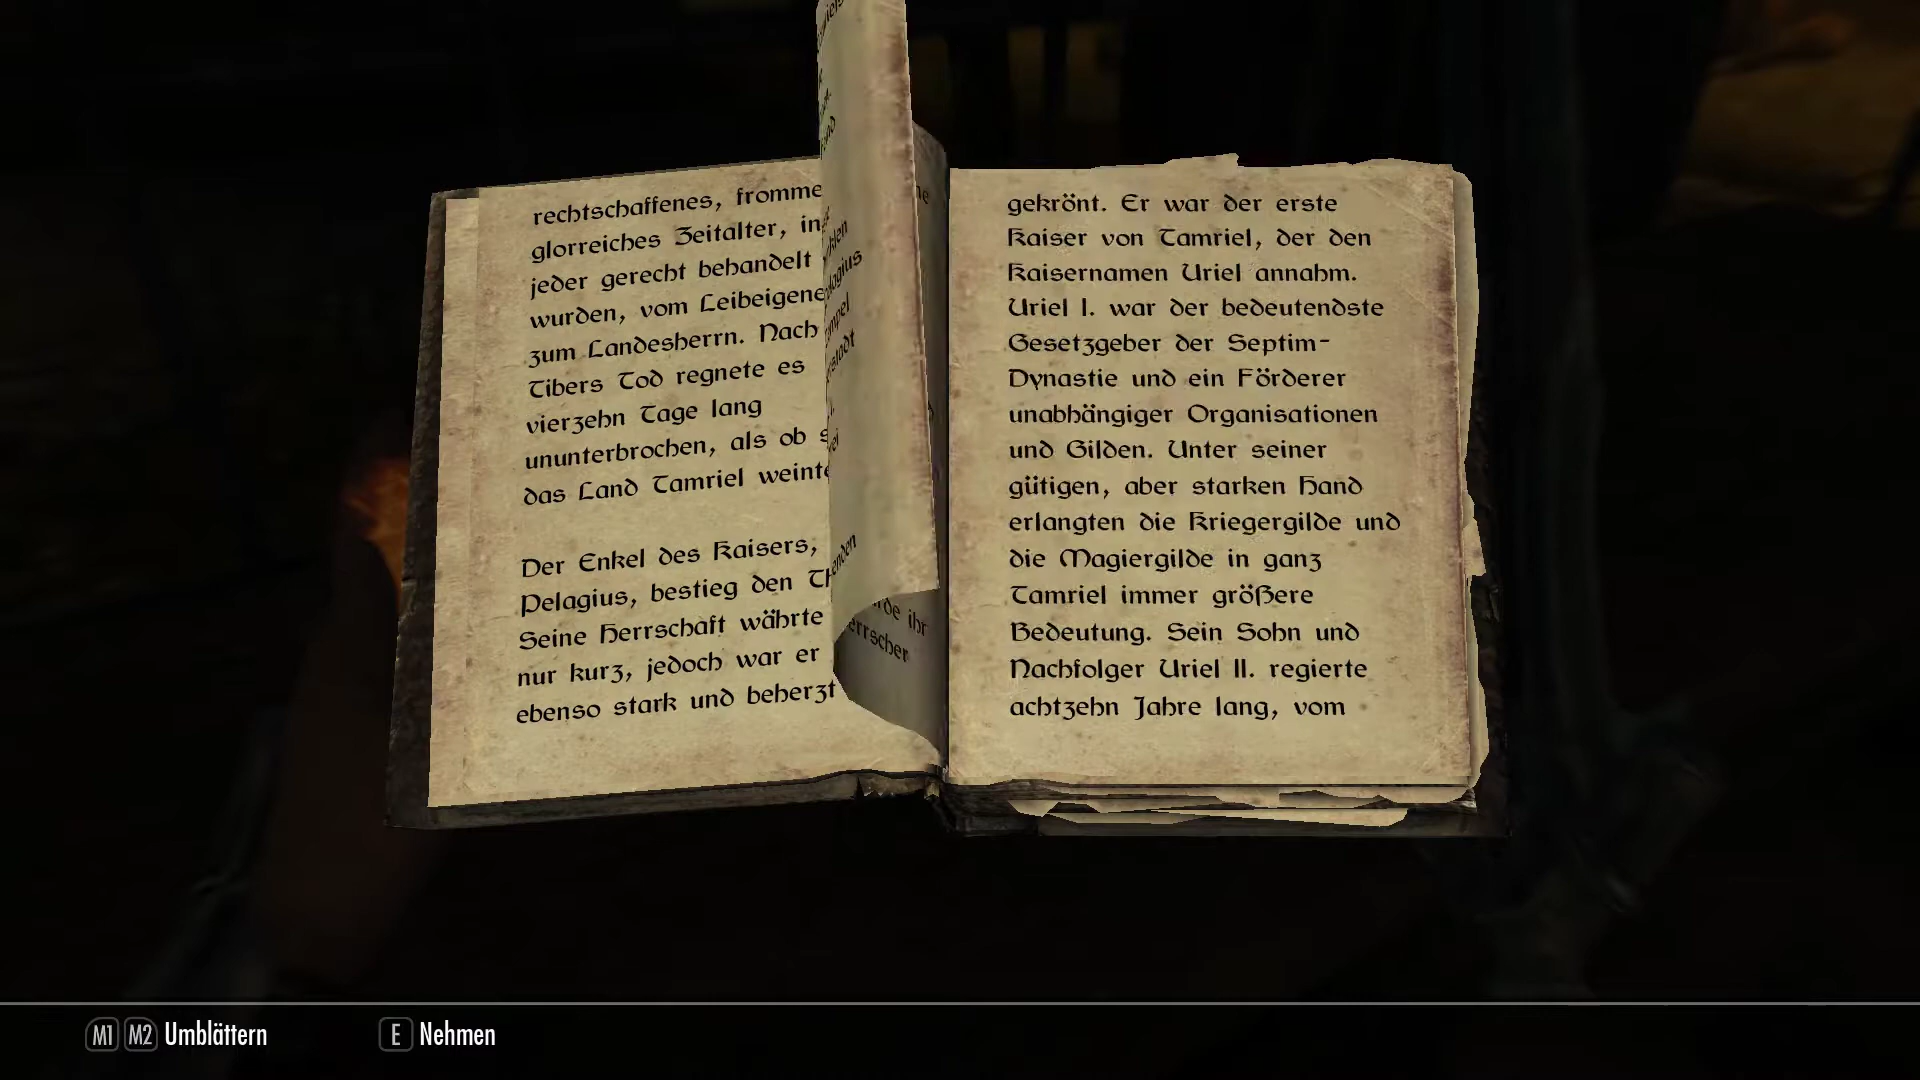 rechtschaffenes,
glorreiches Zeitalter,
jeder gerecht behandelt
wurden, vom
zum Landesherrn. Nach
Tibers Tod regnete es
vierzehn Tage lang
ununterbrochen, als ob
das Land Tamriel
Der Enkel des Kaisers,
Pelagius, bestieg den
Seine Herrschaft währte
nur kurz, jedoch war er
ebenso stark und beherzt
ihr
gekrönt. Er war der erste
Kaiser von Tamriel, der den
Kaisernamen Uriel annahm.
Uriel I. war der bedeutendste
Gesetzgeber der Septim-
Dynastie und ein Förderer
unabhängiger Organisationen
und Gilden. Unter seiner
gütigen, aber starken Hand
erlangten die Kriegergilde und
die Magiergilde in ganz
Tamriel immer größere
Bedeutung. Sein Sohn und
Nachfolger Uriel II. regierte
achtzehn Jahre lang, vom
M1 M2 Umblättern
E Nehmen